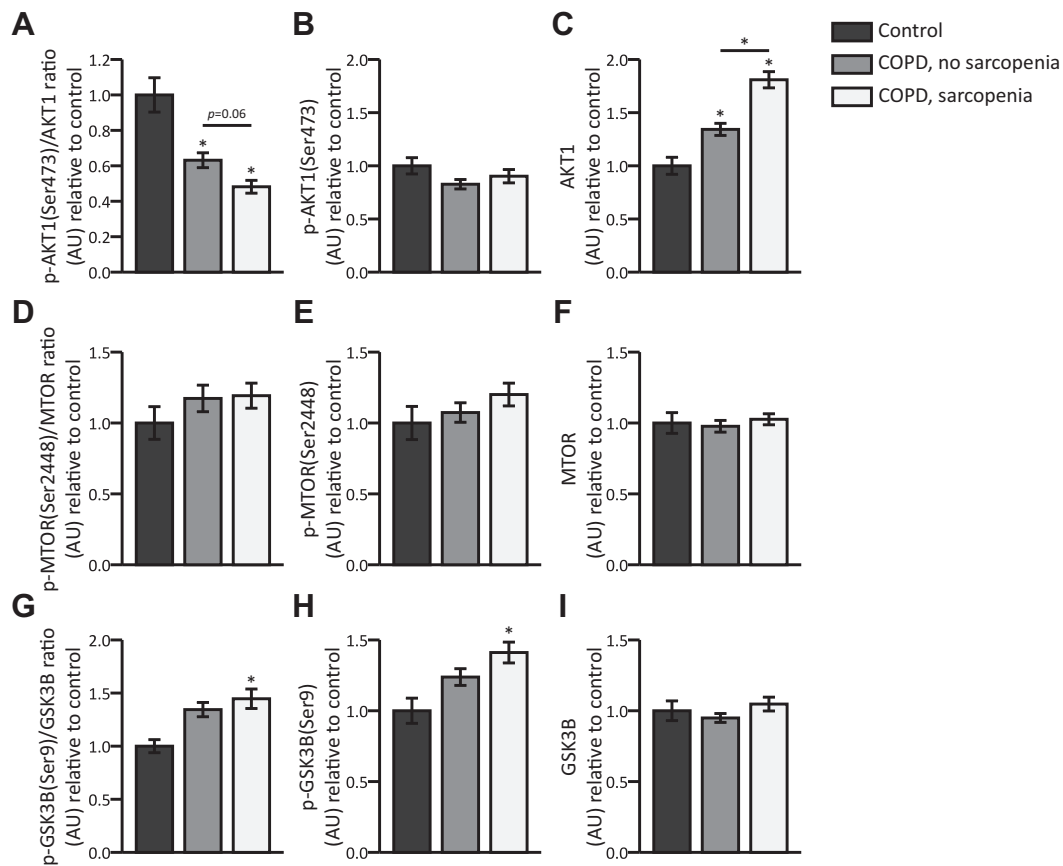 A
p-AKT1(Ser473)/AKT1 ratio
(AU) relative to control
1.2
1.0
0.8
0.6
0.4
0.2
0.0
p=0.06
*
*
B
p-AKT1(Ser473)
(AU) relative to control
2.0
1.5
1.0
0.5
0.0
C
AKT1
(AU) relative to control
2.0
1.5
1.0
0.5
0.0
*
*
*
Control
COPD, no sarcopenia
COPD, sarcopenia
D
p-MTOR(Ser2448)/MTOR ratio
(AU) relative to control
1.5
1.0
0.5
0.0
E
p-MTOR(Ser2448)
(AU) relative to control
1.5
1.0
0.5
0.0
F
MTOR
(AU) relative to control
1.5
1.0
0.5
0.0
G
p-GSK3B(Ser9)/GSK3B ratio
(AU) relative to control
2.0
1.5
1.0
0.5
0.0
*
H
p-GSK3B(Ser9)
(AU) relative to control
1.5
1.0
0.5
0.0
*
I
GSK3B
(AU) relative to control
1.5
1.0
0.5
0.0